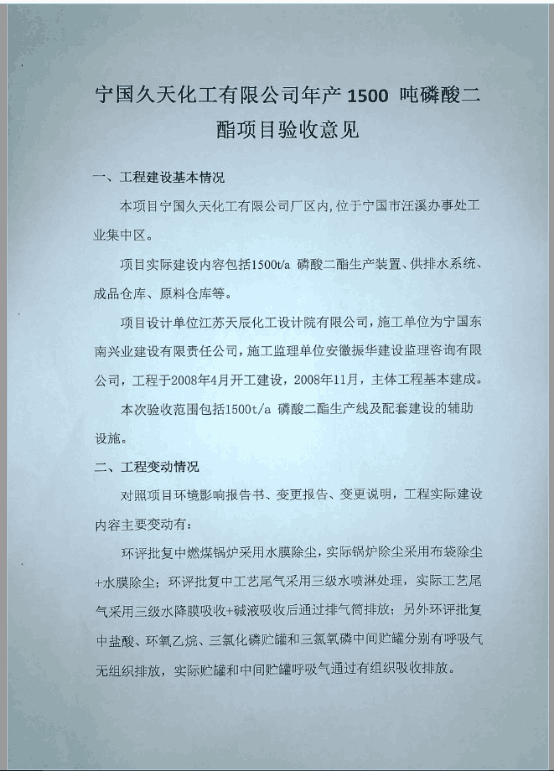 宁国久天化工有限公司年产 1500 吨磷酸二
酯项目验收意见
一、工程建设基本情况
本项目宁国久天化工有限公司厂区内,位于宁国市汪溪办事处工
业集中区。
项目实际建设内容包括1500t/a 磷酸二酯生产装置、供排水系统、
成品仓库、原料仓库等。
项目设计单位江苏天辰化工设计院有限公司，施工单位为宁国东
南兴业建设有限责任公司，施工监理单位安徽振华建设监理咨询有限
公司，工程于2008年4月开工建设，2008年11月，主体工程基本建成。
本次验收范围包括1500t/a 磷酸二酯生产线及配套建设的辅助
设施。
二、工程变动情况
对照项目环境影响报告书、变更报告、变更说明，工程实际建设
内容主要变动有：
环评批复中燃煤锅炉采用水膜除尘，实际锅炉除尘采用布袋除尘
+水膜除尘；环评批复中工艺尾气采用三级水喷淋处理，实际工艺尾
气采用三级水降膜吸收+碱液吸收后通过排气筒排放；另外环评批复
中盐酸、环氧乙烷、三氯化磷贮罐和三氯氧磷中间贮罐分别有呼吸气
无组织排放，实际贮罐和中间贮罐呼吸气通过有组织吸收排放。